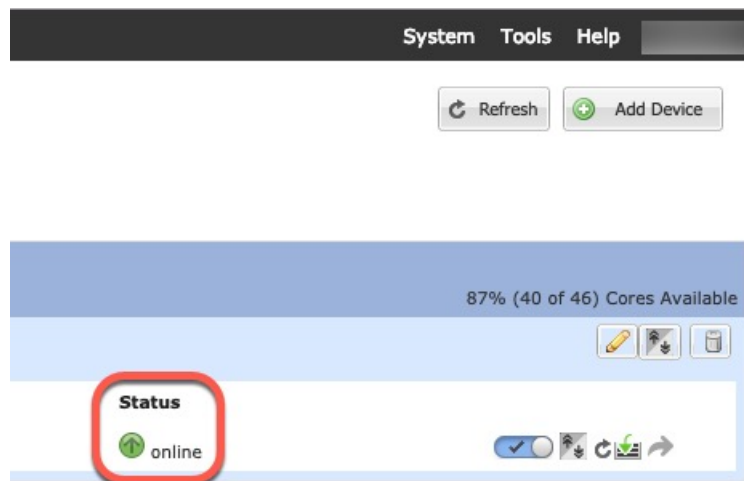 System Tools Help
Refresh Add Device
87% (40 of 46) Cores Available
Status
online